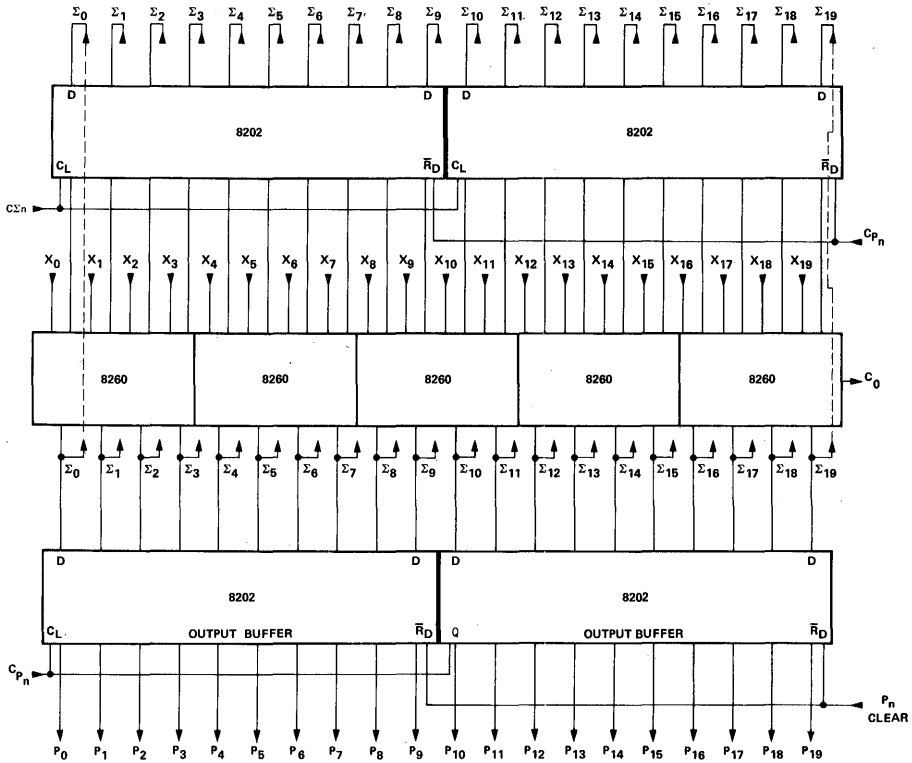 Σ0 Σ1 Σ2 Σ3 Σ4 Σ5 Σ6 Σ7 Σ8 Σ9 Σ10 Σ11 Σ12 Σ13 Σ14 Σ15 Σ16 Σ17 Σ18 Σ19
D D D D
8202 8202
CL R̅D CL R̅D
CΣn
CPn
X0 X1 X2 X3 X4 X5 X6 X7 X8 X9 X10 X11 X12 X13 X14 X15 X16 X17 X18 X19
8260 8260 8260 8260 8260 C0
Σ0 Σ1 Σ2 Σ3 Σ4 Σ5 Σ6 Σ7 Σ8 Σ9 Σ10 Σ11 Σ12 Σ13 Σ14 Σ15 Σ16 Σ17 Σ18 Σ19
D D D D
8202 8202
CL OUTPUT BUFFER R̅D Q OUTPUT BUFFER R̅D
CPn
Pn
CLEAR
P0 P1 P2 P3 P4 P5 P6 P7 P8 P9 P10 P11 P12 P13 P14 P15 P16 P17 P18 P19